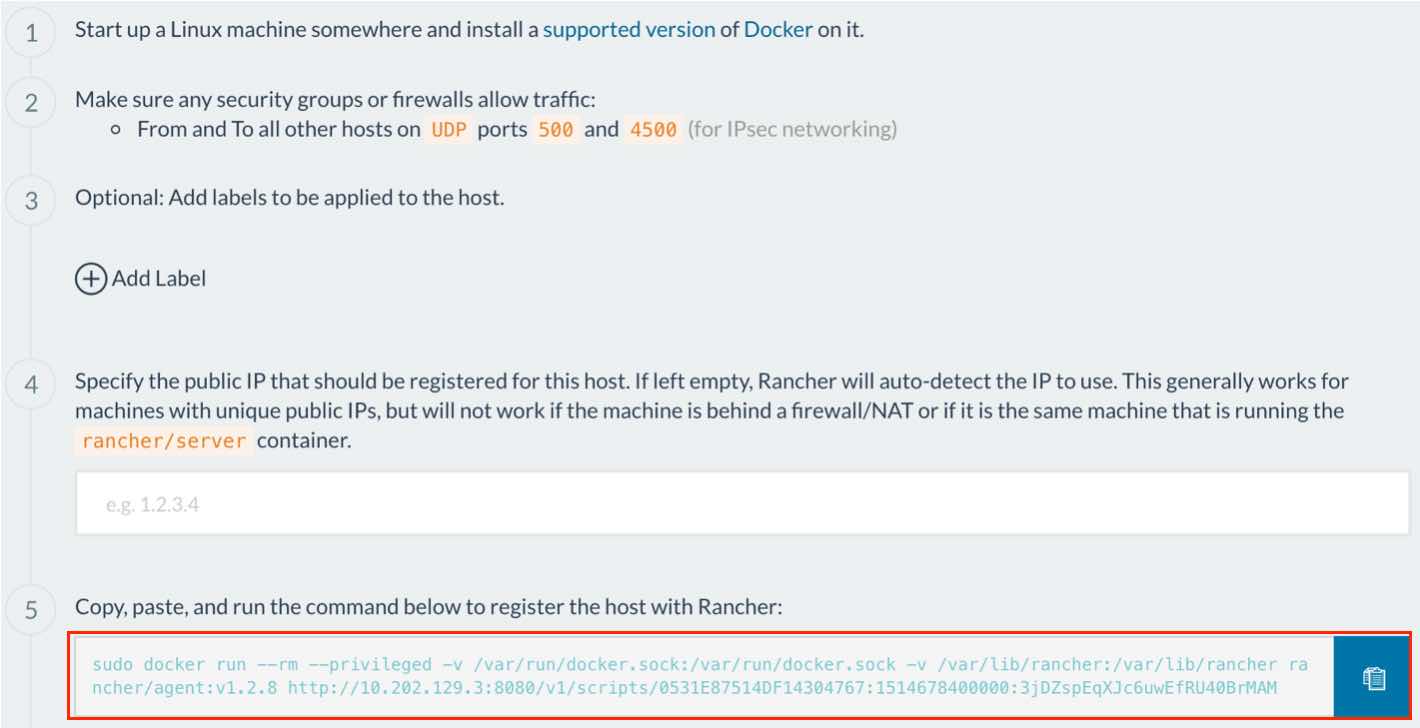 1
Start up a Linux machine somewhere and install a supported version of Docker on it.
2
Make sure any security groups or firewalls allow traffic:
From and To all other hosts on UDP ports 500 and 4500 (for IPsec networking)
3
Optional: Add labels to be applied to the host.
Add Label
4
Specify the public IP that should be registered for this host. If left empty, Rancher will auto-detect the IP to use. This generally works for
machines with unique public IPs, but will not work if the machine is behind a firewall/NAT or if it is the same machine that is running the
rancher/server container.
e.g. 1.2.3.4
5
Copy, paste, and run the command below to register the host with Rancher:
sudo docker run --rm --privileged -v /var/run/docker.sock:/var/run/docker.sock -v /var/lib/rancher:/var/lib/rancher ra
ncher/agent:v1.2.8 http://10.202.129.3:8080/v1/scripts/0531E87514DF14304767:1514678400000:3jDZspEqXJc6uwEfRU40BrMAM